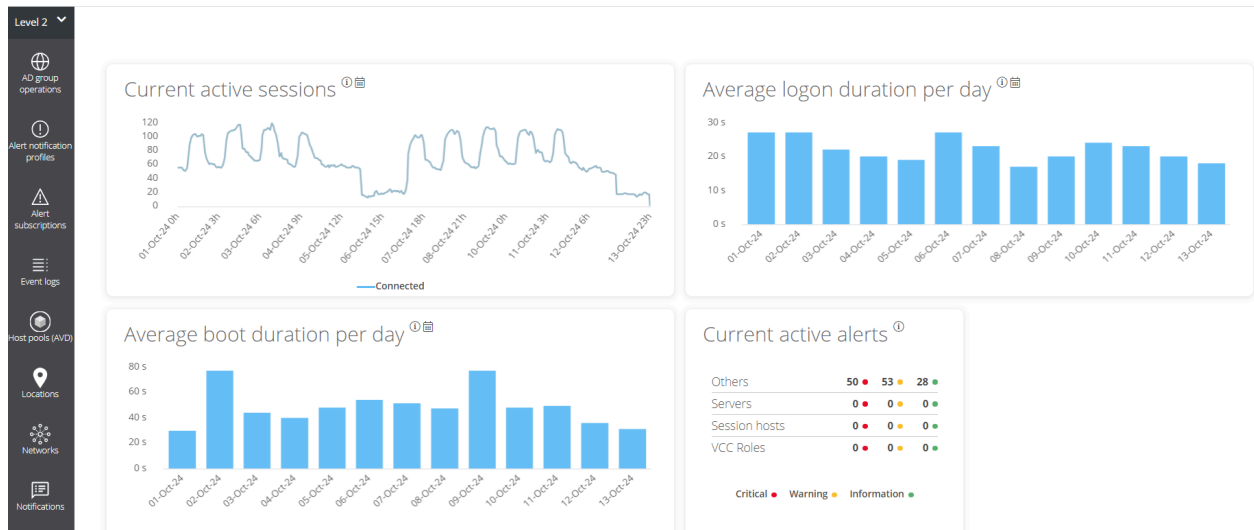 Level 2
AD group
operations
Alert notification
profiles
Alert
subscriptions
Event logs
Host pools (AVD)
Locations
Networks
Notifications
Current active sessions
120
100
80
60
40
20
0
01-Oct-24 0h
02-Oct-24 3h
03-Oct-24 6h
04-Oct-24 9h
05-Oct-24 12h
06-Oct-24 15h
07-Oct-24 18h
08-Oct-24 21h
10-Oct-24 0h
11-Oct-24 3h
12-Oct-24 6h
13-Oct-24 23h
Connected
Average logon duration per day
30 s
20 s
10 s
0 s
01-Oct-24
02-Oct-24
03-Oct-24
04-Oct-24
05-Oct-24
06-Oct-24
07-Oct-24
08-Oct-24
09-Oct-24
10-Oct-24
11-Oct-24
12-Oct-24
13-Oct-24
Average boot duration per day
80 s
60 s
40 s
20 s
0 s
01-Oct-24
02-Oct-24
03-Oct-24
04-Oct-24
05-Oct-24
06-Oct-24
07-Oct-24
08-Oct-24
09-Oct-24
10-Oct-24
11-Oct-24
12-Oct-24
13-Oct-24
Current active alerts
Others 50 53 28
Servers 0 0 0
Session hosts 0 0 0
VCC Roles 0 0 0
Critical Warning Information